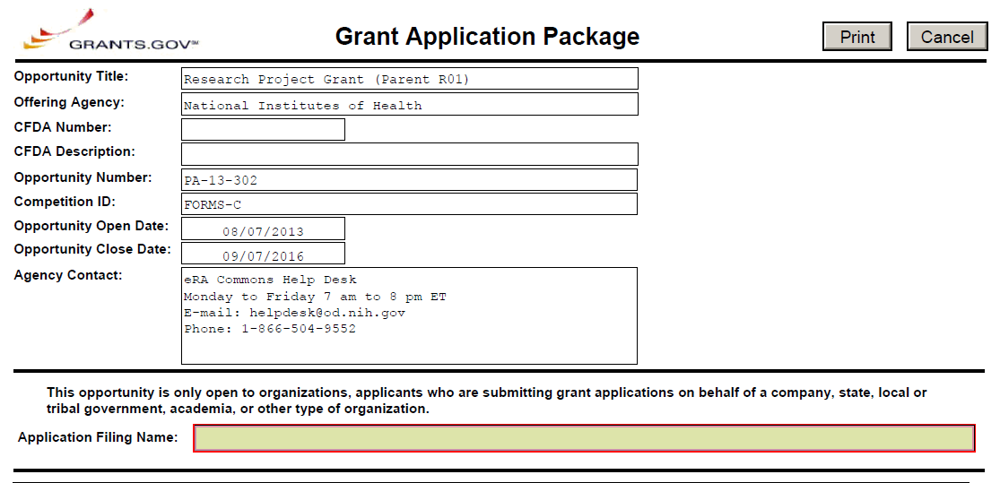 GRANTS.GOV℠
Grant Application Package
Print
Cancel
Opportunity Title:
Research Project Grant (Parent R01)
Offering Agency:
National Institutes of Health
CFDA Number:
CFDA Description:
Opportunity Number:
PA-13-302
Competition ID:
FORMS-C
Opportunity Open Date:
08/07/2013
Opportunity Close Date:
09/07/2016
Agency Contact:
eRA Commons Help Desk
Monday to Friday 7 am to 8 pm ET
E-mail: helpdesk@od.nih.gov
Phone: 1-866-504-9552
This opportunity is only open to organizations, applicants who are submitting grant applications on behalf of a company, state, local or
tribal government, academia, or other type of organization.
Application Filing Name: